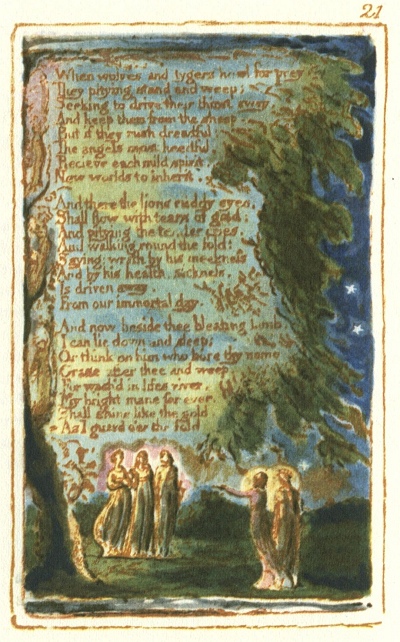 21
When wolves and tygers howl for prey
They pitying stand and weep;
Seeking to drive their thirst away,
And keep them from the sheep,
But if they rush dreadful;
The angels most heedful,
Recieve each mild spirit,
New worlds to inherit.
And there the lions ruddy eyes,
Shall flow with tears of gold:
And pitying the tender cries,
And walking round the fold:
Saying: wrath by his meekness
And by his health, sickness,
Is driven away,
From our immortal day.
And now beside thee bleating lamb,
I can lie down and sleep;
Or think on him who bore thy name,
Grase after thee and weep.
For wash'd in lifes river,
My bright mane for ever,
Shall shine like the gold,
As I guard o'er the fold